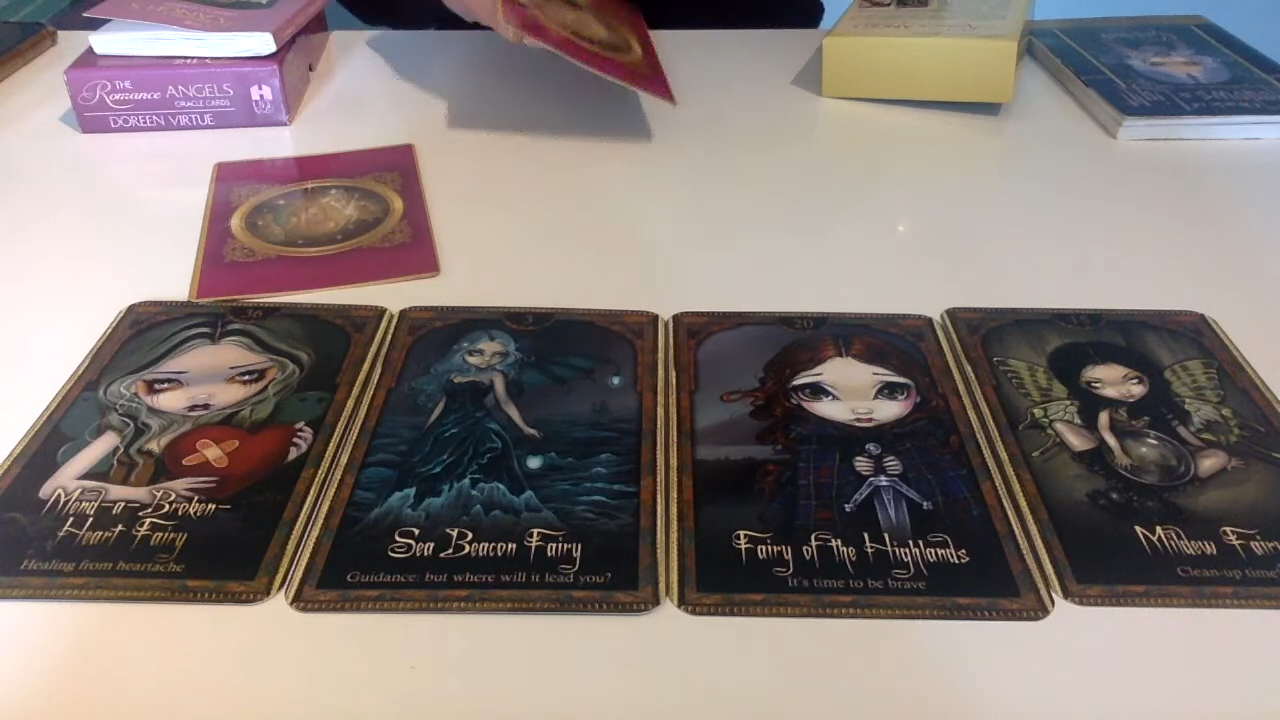 THE
Romance ANGELS
ORACLE CARDS
DOREEN VIRTUE
36
Mend-a-Broken-
Heart Fairy
Healing from heartache
3
Sea Beacon Fairy
Guidance: but where will it lead you?
20
Fairy of the Highlands
It's time to be brave
Mildew Fairy
Clean-up time!